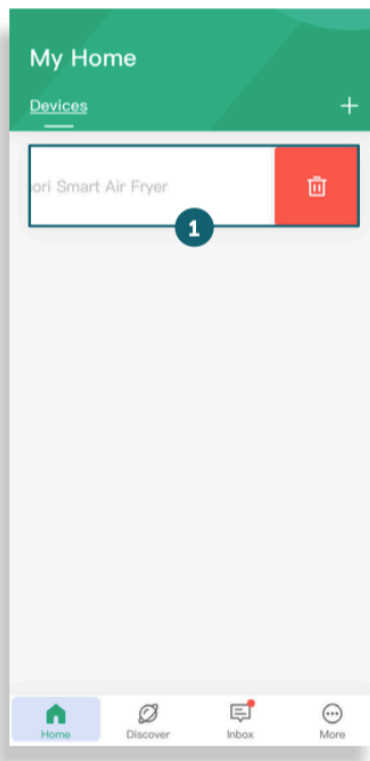 My Home
Devices
ori Smart Air Fryer
1
Home
Discover
Inbox
More